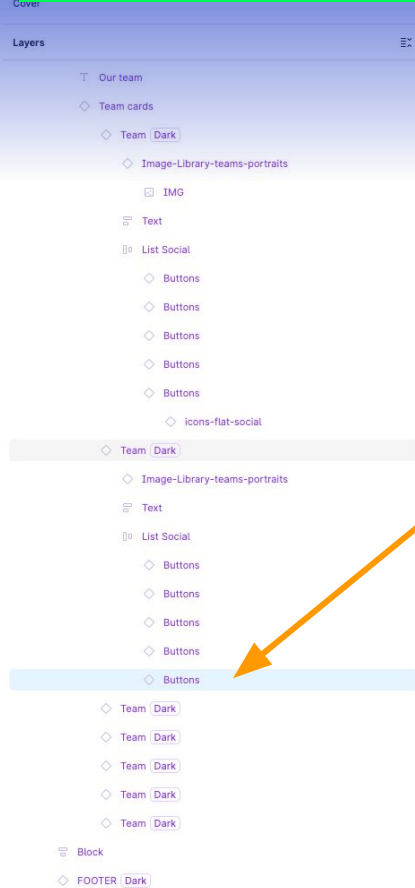 Cover
Layers
Our team
Team cards
Team Dark
Image-Library-teams-portraits
IMG
Text
List Social
Buttons
Buttons
Buttons
Buttons
Buttons
icons-flat-social
Team Dark
Image-Library-teams-portraits
Text
List Social
Buttons
Buttons
Buttons
Buttons
Buttons
Team Dark
Team Dark
Team Dark
Team Dark
Team Dark
Block
FOOTER Dark